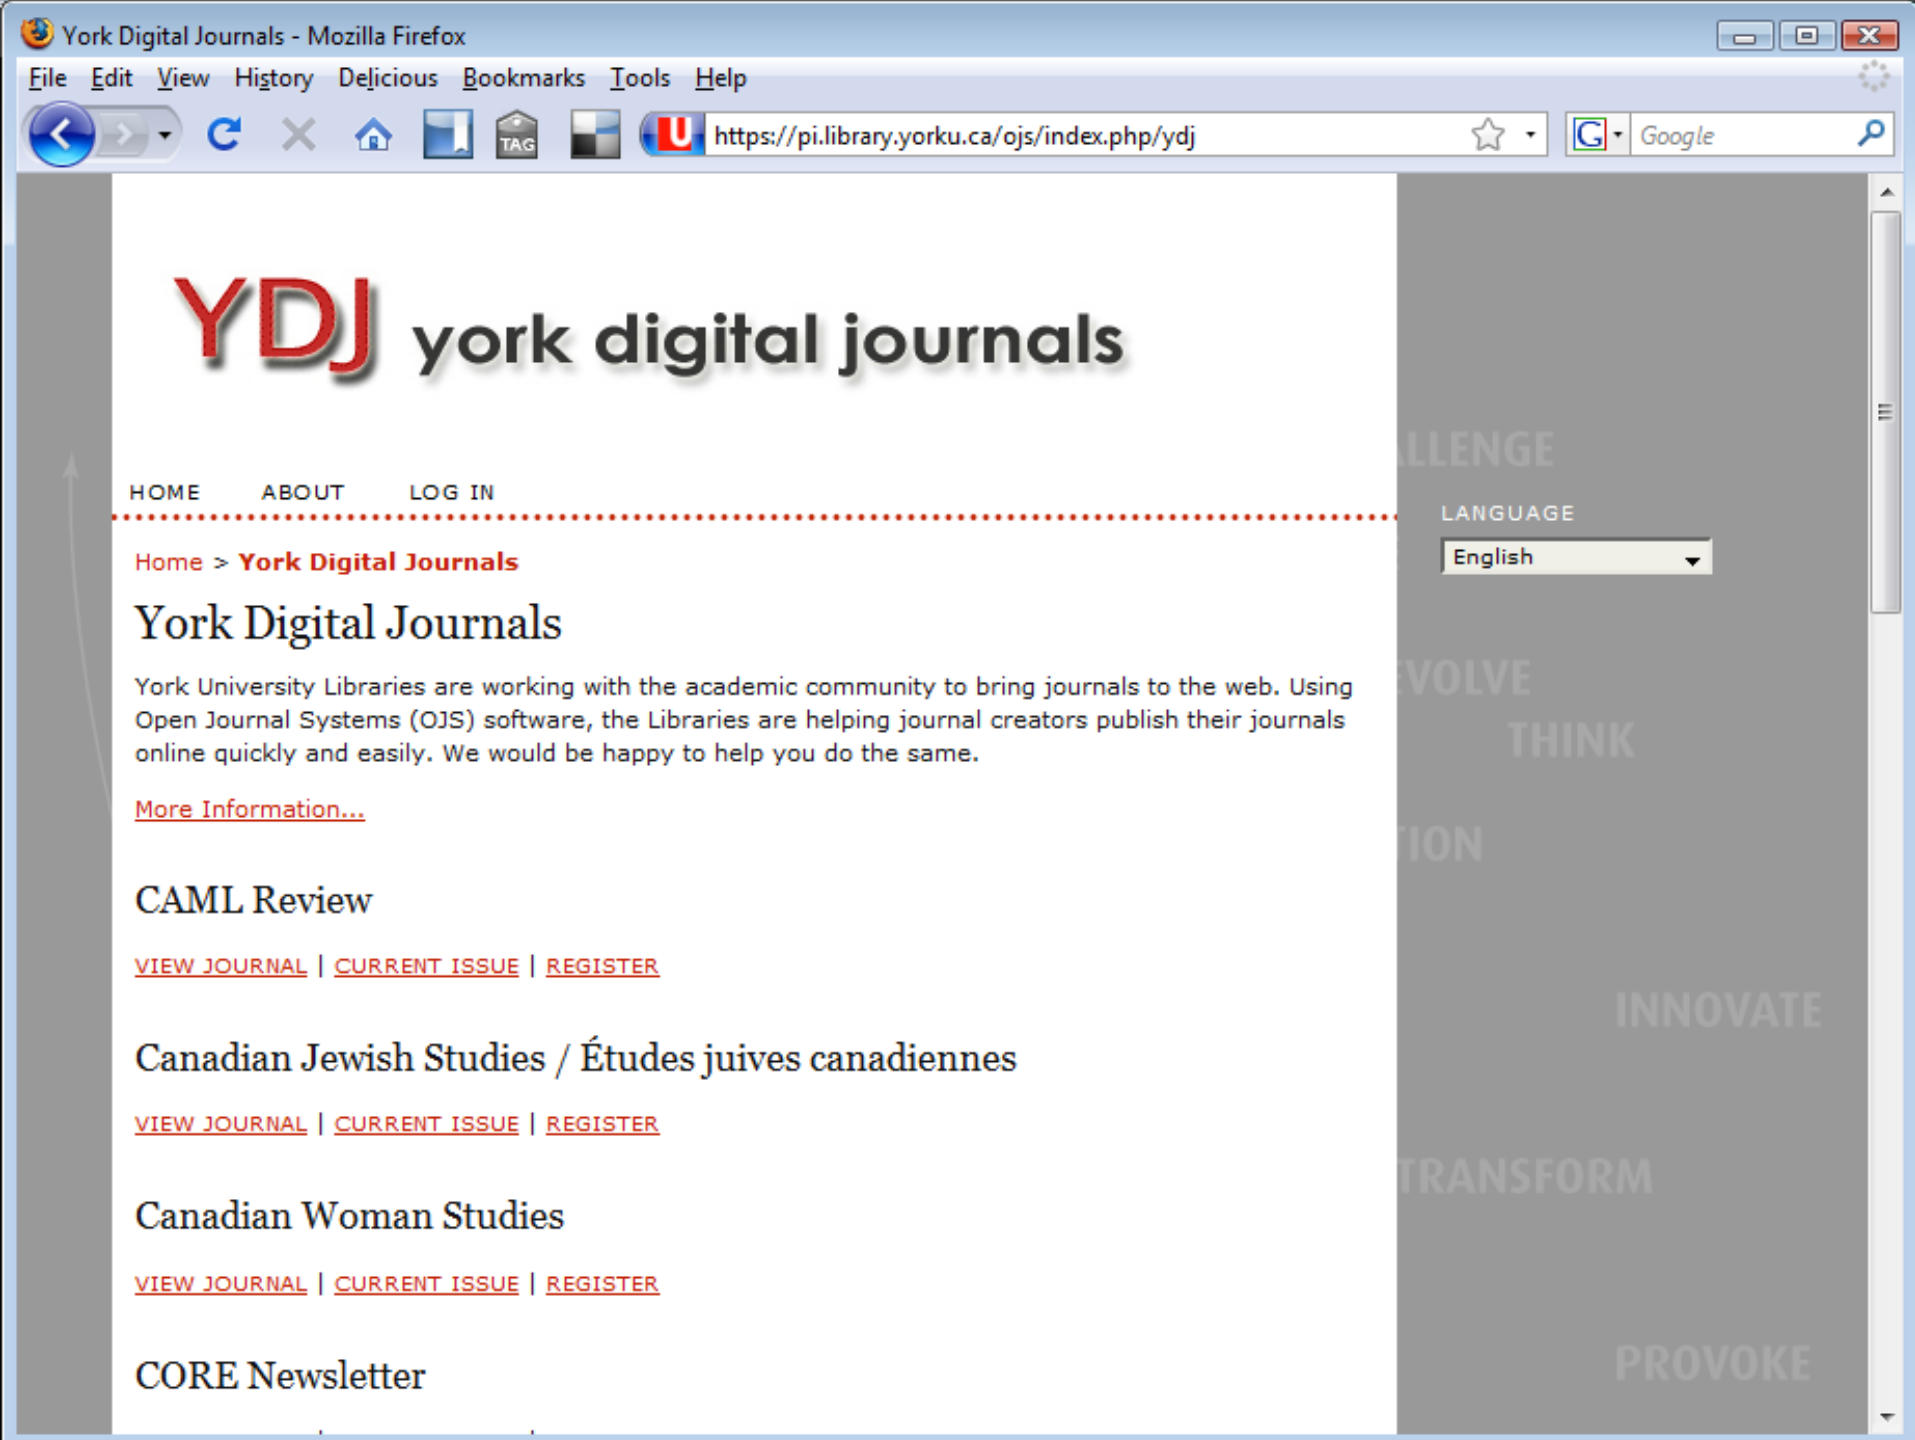 York Digital Journals - Mozilla Firefox
File Edit View History Delicious Bookmarks Tools Help
TAG
U https://pi.library.yorku.ca/ojs/index.php/ydj G Google
YDJ york digital journals
HOME ABOUT LOG IN
LANGUAGE
English
Home > York Digital Journals
York Digital Journals
York University Libraries are working with the academic community to bring journals to the web. Using
Open Journal Systems (OJS) software, the Libraries are helping journal creators publish their journals
online quickly and easily. We would be happy to help you do the same.
More Information...
CAML Review
VIEW JOURNAL | CURRENT ISSUE | REGISTER
Canadian Jewish Studies / Études juives canadiennes
VIEW JOURNAL | CURRENT ISSUE | REGISTER
Canadian Woman Studies
VIEW JOURNAL | CURRENT ISSUE | REGISTER
CORE Newsletter
LLENGE
VOLVE
THINK
TION
INNOVATE
TRANSFORM
PROVOKE